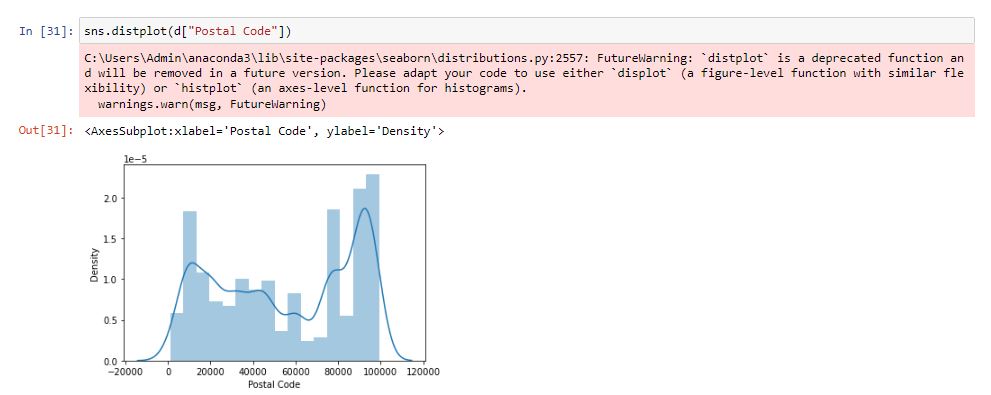 In [31]: sns.distplot(d["Postal Code"])
C:\Users\Admin\anaconda3\lib\site-packages\seaborn\distributions.py:2557: FutureWarning: `distplot` is a deprecated function an
d will be removed in a future version. Please adapt your code to use either `displot` (a figure-level function with similar fle
xibility) or `histplot` (an axes-level function for histograms).
  warnings.warn(msg, FutureWarning)
Out[31]: <AxesSubplot:xlabel='Postal Code', ylabel='Density'>
1e−5
2.0
1.5
Density
1.0
0.5
0.0
−20000 0 20000 40000 60000 80000 100000 120000
Postal Code